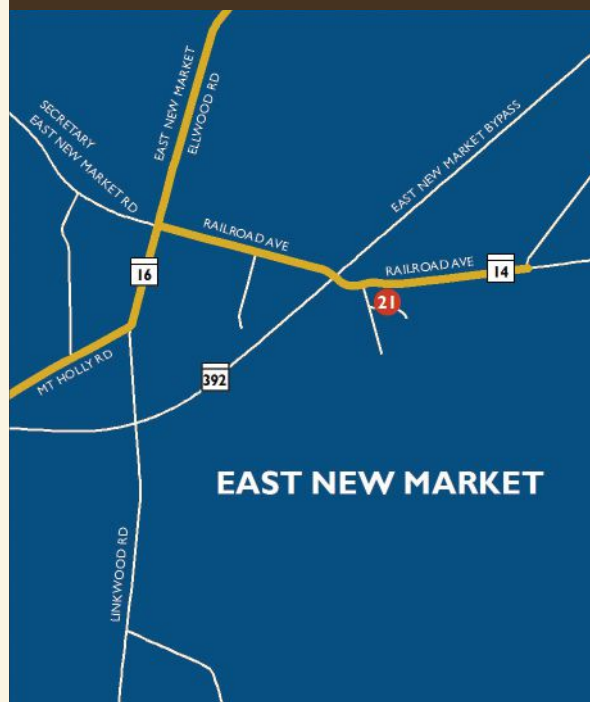 EAST NEW MARKET
ELLWOOD RD
SECRETARY
EAST NEW MARKET RD
EAST NEW MARKET BYPASS
RAILROAD AVE
RAILROAD AVE
14
16
21
MT HOLLY RD
392
EAST NEW MARKET
LINKWOOD RD